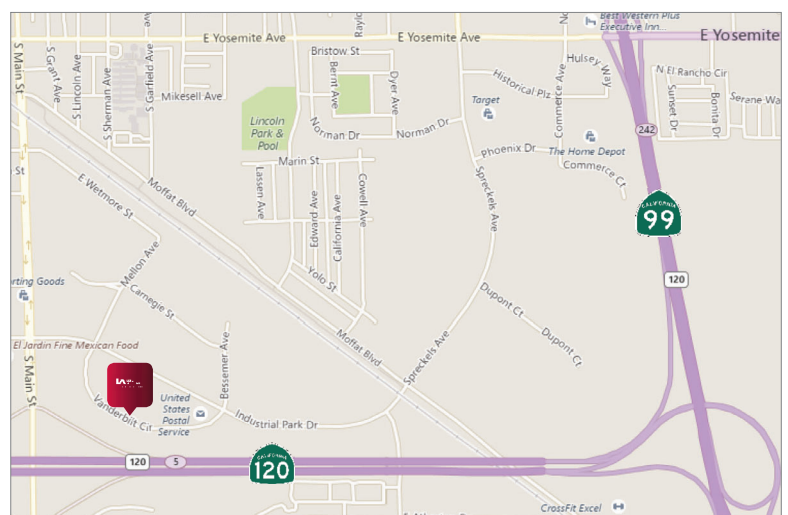 Best Western Plus
Executive Inn...
E Yosemite Ave
E Yosemite Ave
E Yosemite
S Main St
S Grant Ave
S Lincoln Ave
S Sherman Ave
S Garfield Ave
Mikesell Ave
Bristow St
Bernt Ave
Dyer Ave
Norman Dr
Norman Dr
Lincoln
Park &
Pool
Historical Plz
Hulsey Way
Commerce Ave
Target
N El Rancho Cir
Sunset Dr
Bonita Dr
Serane Wa
242
Phoenix Dr
The Home Depot
Commerce Ct
Marin St
St
E Wetmore St
Moffat Blvd
Lassen Ave
Edward Ave
California Ave
Cowell Ave
Spreckels Ave
CALIFORNIA
99
120
Mellon Ave
Yolo St
rting Goods
Carnegie St
Dupont Ct
Dupont Ct
El Jardin Fine Mexican Food
Bessemer Ave
Moffat Blvd
Spreckels Ave
S Main St
Vanderbilt Cir
United
States
Postal
Service
Industrial Park Dr
120
5
CALIFORNIA
120
CrossFit Excel